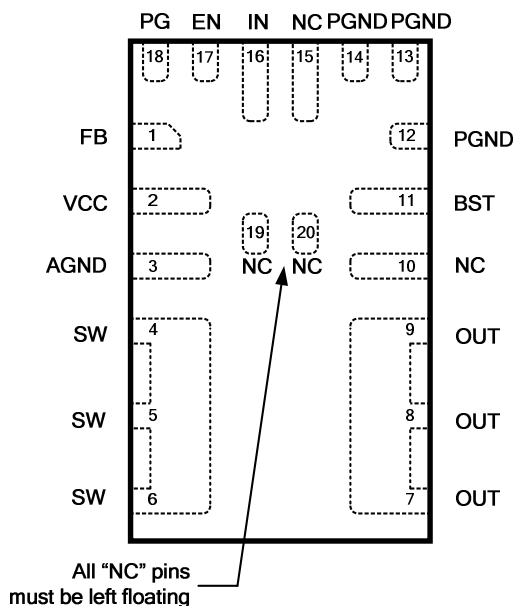 PG EN IN NC PGND PGND
18 17 16 15 14 13
FB 1 12 PGND
VCC 2 11 BST
19 20
AGND 3 NC NC 10 NC
SW 4 9 OUT
SW 5 8 OUT
SW 6 7 OUT
All “NC” pins
must be left floating